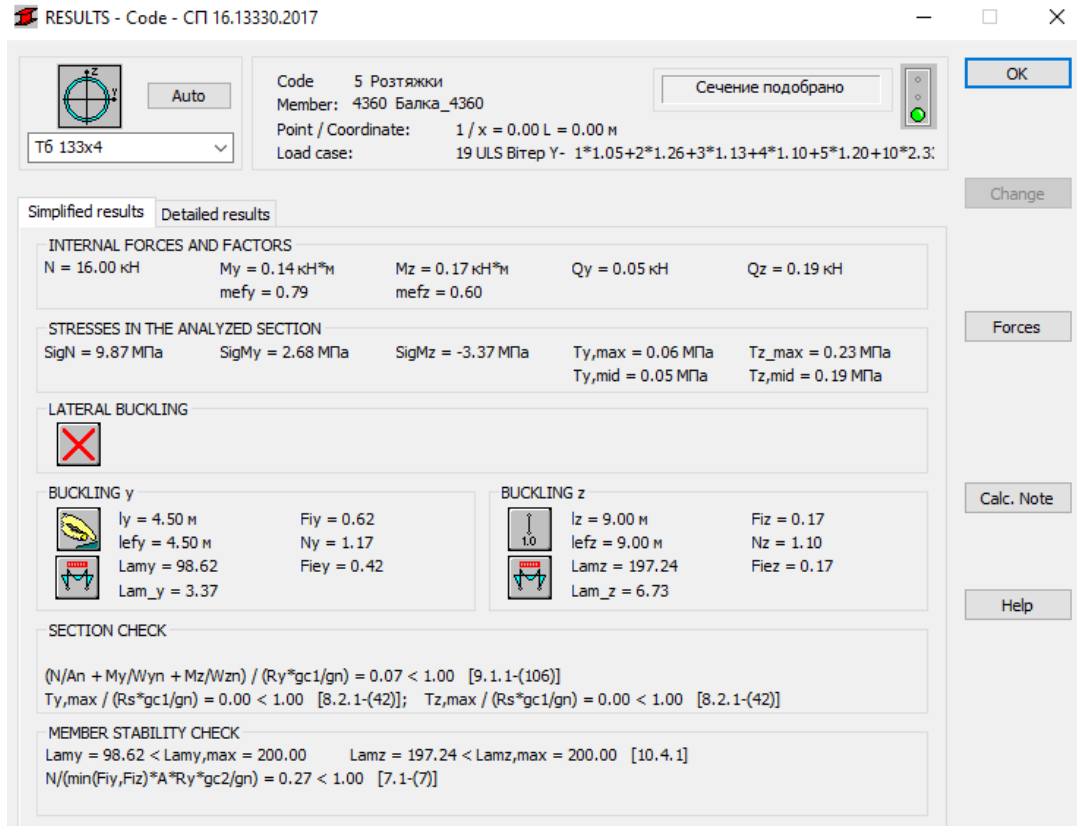 RESULTS - Code - СП 16.13330.2017
Auto
Тб 133x4
Code 5 Розтяжки
Member: 4360 Балка_4360
Point / Coordinate: 1 / x = 0.00 L = 0.00 м
Load case: 19 ULS Вітер Y- 1*1.05+2*1.26+3*1.13+4*1.10+5*1.20+10*2.3
Сечение подобрано
OK
Change
Forces
Calc. Note
Help
Simplified results Detailed results
INTERNAL FORCES AND FACTORS
N = 16.00 кН My = 0.14 кН*м Mz = 0.17 кН*м Qy = 0.05 кН Qz = 0.19 кН
mefy = 0.79 mefz = 0.60
STRESSES IN THE ANALYZED SECTION
SigN = 9.87 МПа SigMy = 2.68 МПа SigMz = -3.37 МПа Ty,max = 0.06 МПа Tz_max = 0.23 МПа
Ty,mid = 0.05 МПа Tz,mid = 0.19 МПа
LATERAL BUCKLING
BUCKLING y
ly = 4.50 м Fiy = 0.62
lefy = 4.50 м Ny = 1.17
Lamy = 98.62 Fiey = 0.42
Lam_y = 3.37
BUCKLING z
1.0
lz = 9.00 м Fiz = 0.17
lefz = 9.00 м Nz = 1.10
Lamz = 197.24 Fiez = 0.17
Lam_z = 6.73
SECTION CHECK
(N/An + My/Wyn + Mz/Wzn) / (Ry*gc1/gn) = 0.07 < 1.00 [9.1.1-(106)]
Ty,max / (Rs*gc1/gn) = 0.00 < 1.00 [8.2.1-(42)]; Tz,max / (Rs*gc1/gn) = 0.00 < 1.00 [8.2.1-(42)]
MEMBER STABILITY CHECK
Lamy = 98.62 < Lamy,max = 200.00 Lamz = 197.24 < Lamz,max = 200.00 [10.4.1]
N/(min(Fiy,Fiz)*A*Ry*gc2/gn) = 0.27 < 1.00 [7.1-(7)]